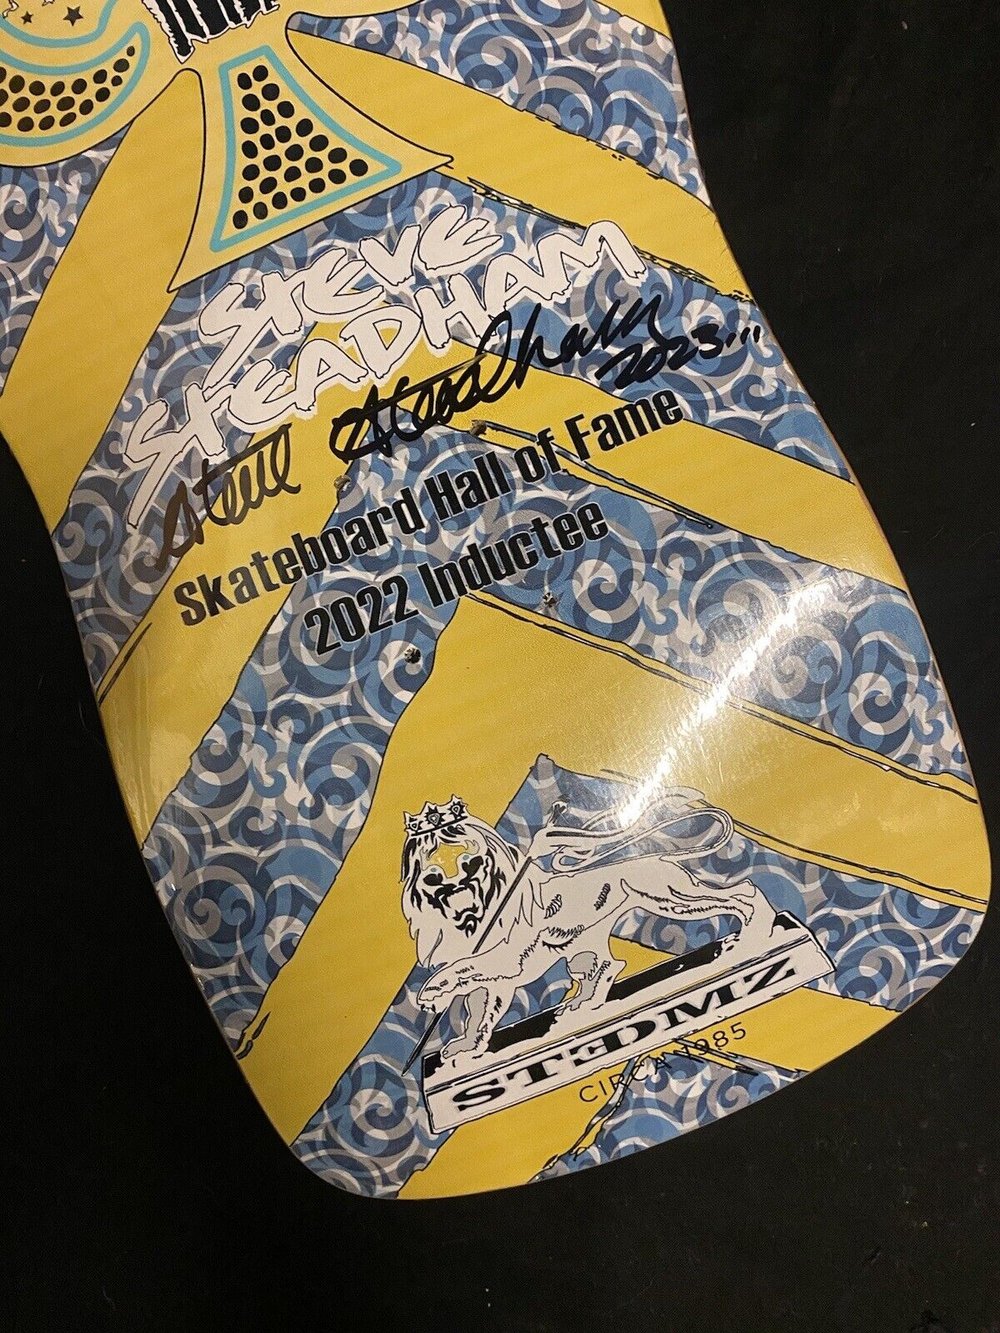 STEVE
STEADHAM
Steve Steadham
2023...
Skateboard Hall of Fame
2022 Inductee
STEDMZ
CIRCA 1985